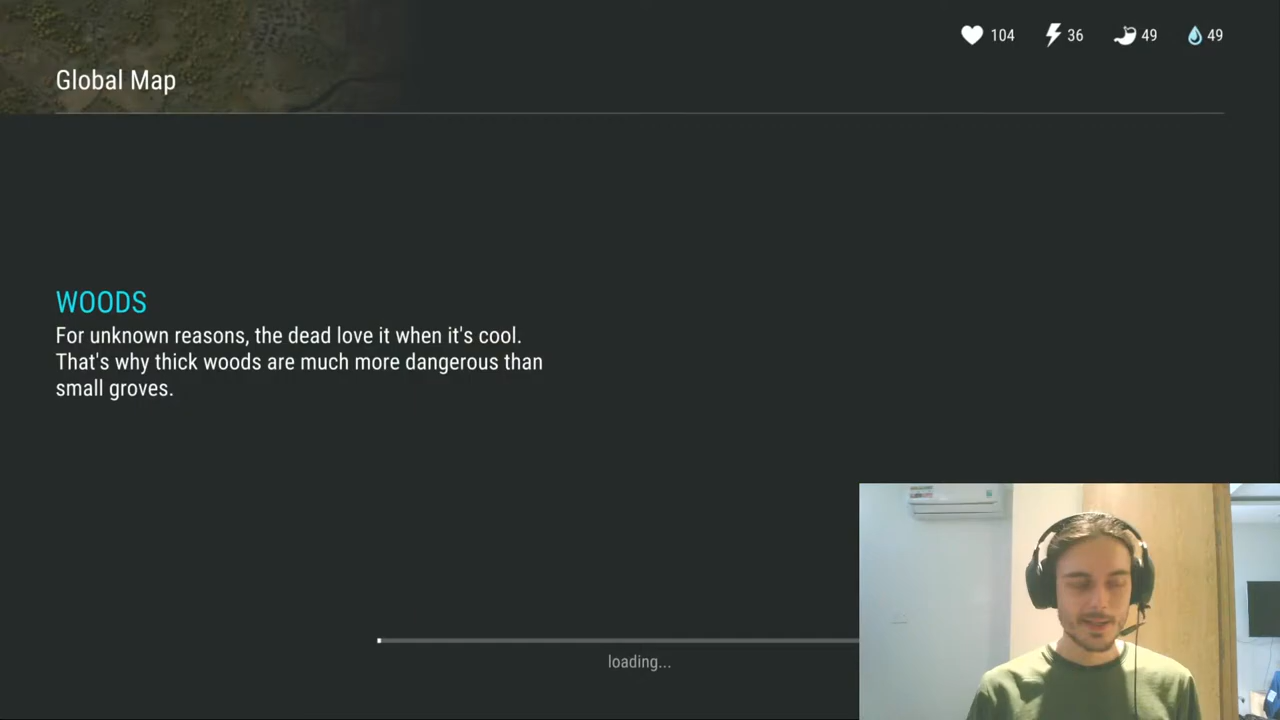 104
36
49
49
Global Map
WOODS
For unknown reasons, the dead love it when it's cool.
That's why thick woods are much more dangerous than
small groves.
loading...